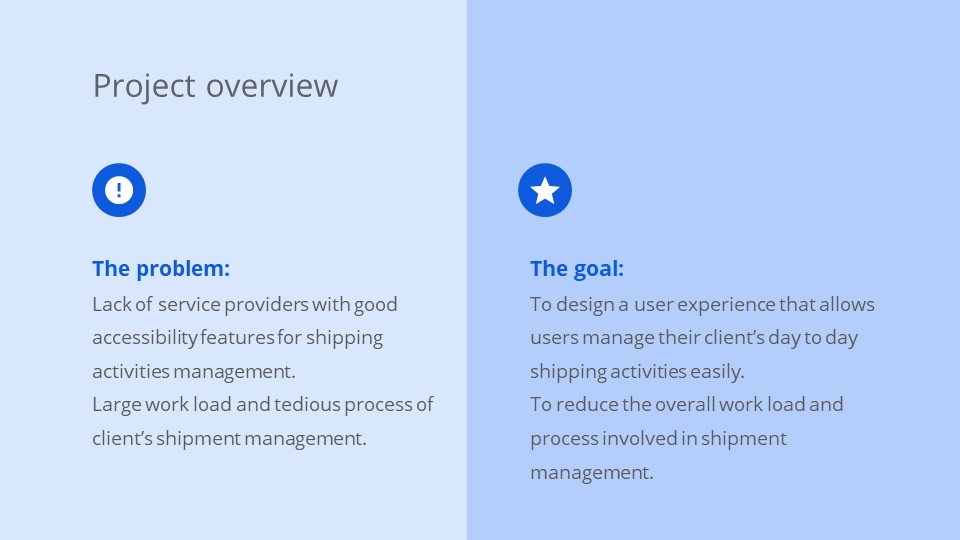 Project overview
The problem:
Lack of service providers with good
accessibility features for shipping
activities management.
Large work load and tedious process of
client’s shipment management.
The goal:
To design a user experience that allows
users manage their client’s day to day
shipping activities easily.
To reduce the overall work load and
process involved in shipment
management.